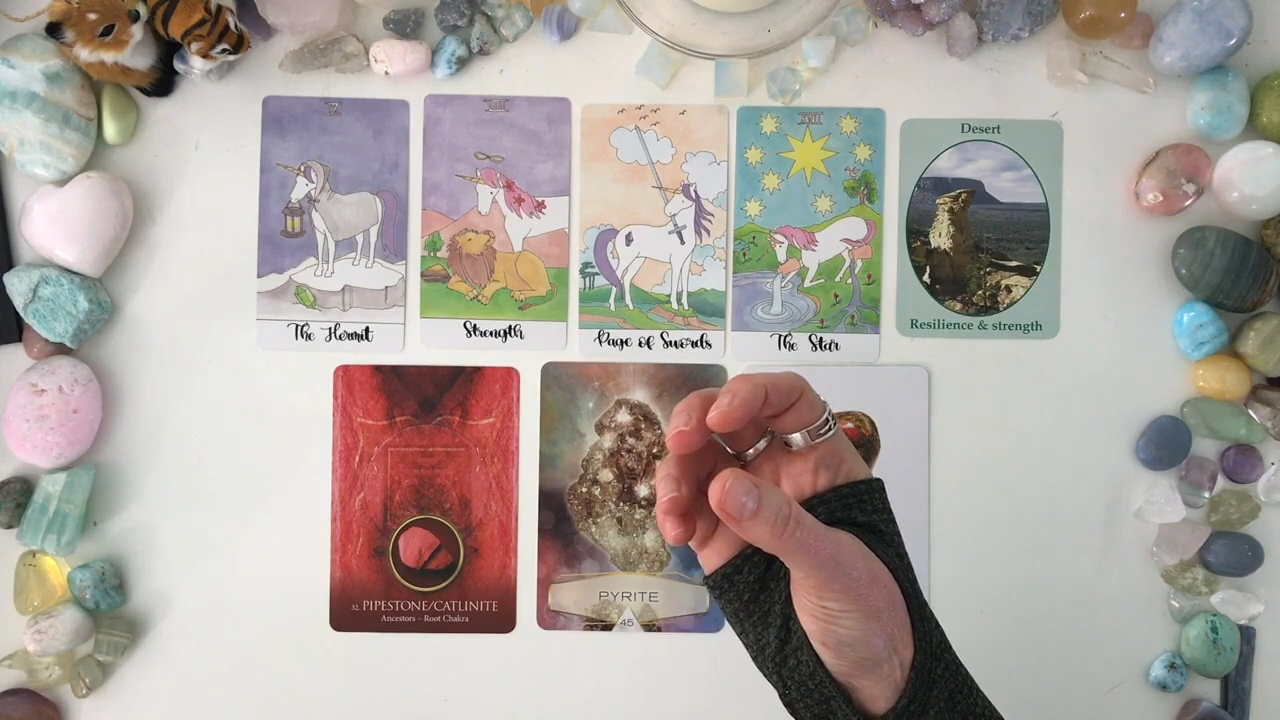 The Hermit
Strength
Page of Swords
XVII
The Star
Desert
Resilience & strength
32. PIPESTONE/CATLINITE
Ancestors – Root Chakra
PYRITE
45